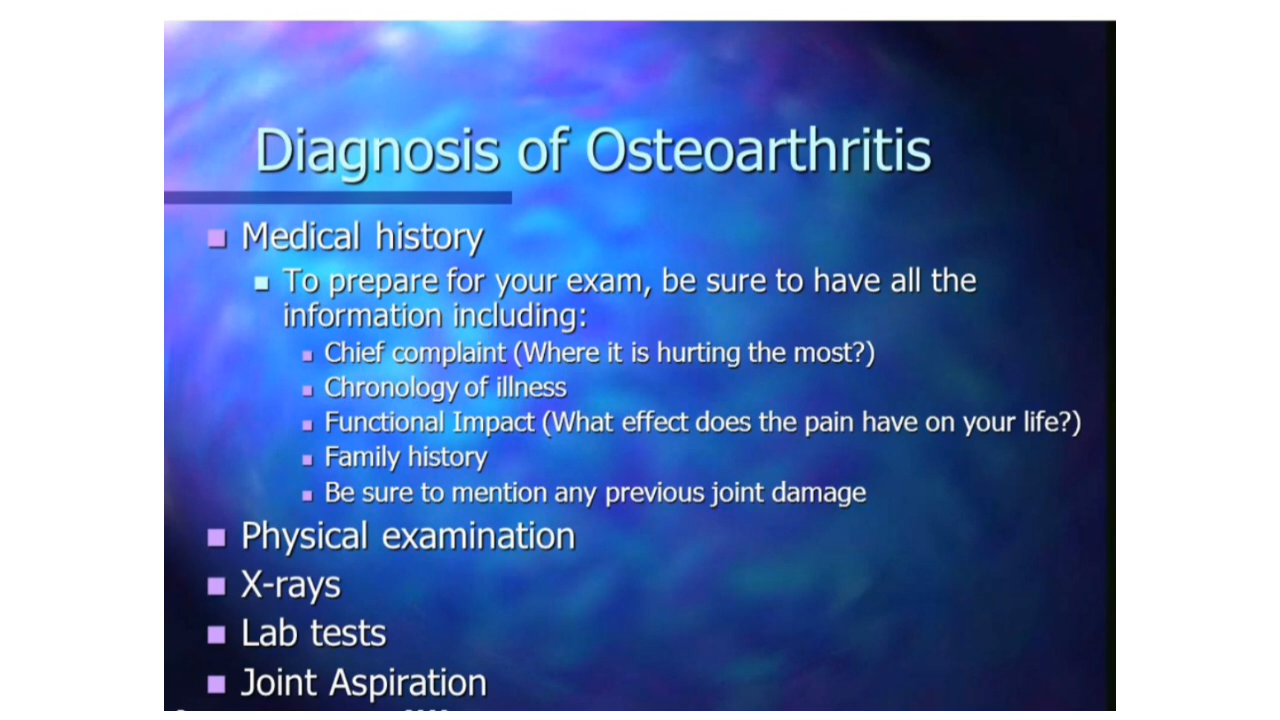 Diagnosis of Osteoarthritis
Medical history
To prepare for your exam, be sure to have all the
information including:
Chief complaint (Where it is hurting the most?)
Chronology of illness
Functional Impact (What effect does the pain have on your life?)
Family history
Be sure to mention any previous joint damage
Physical examination
X-rays
Lab tests
Joint Aspiration